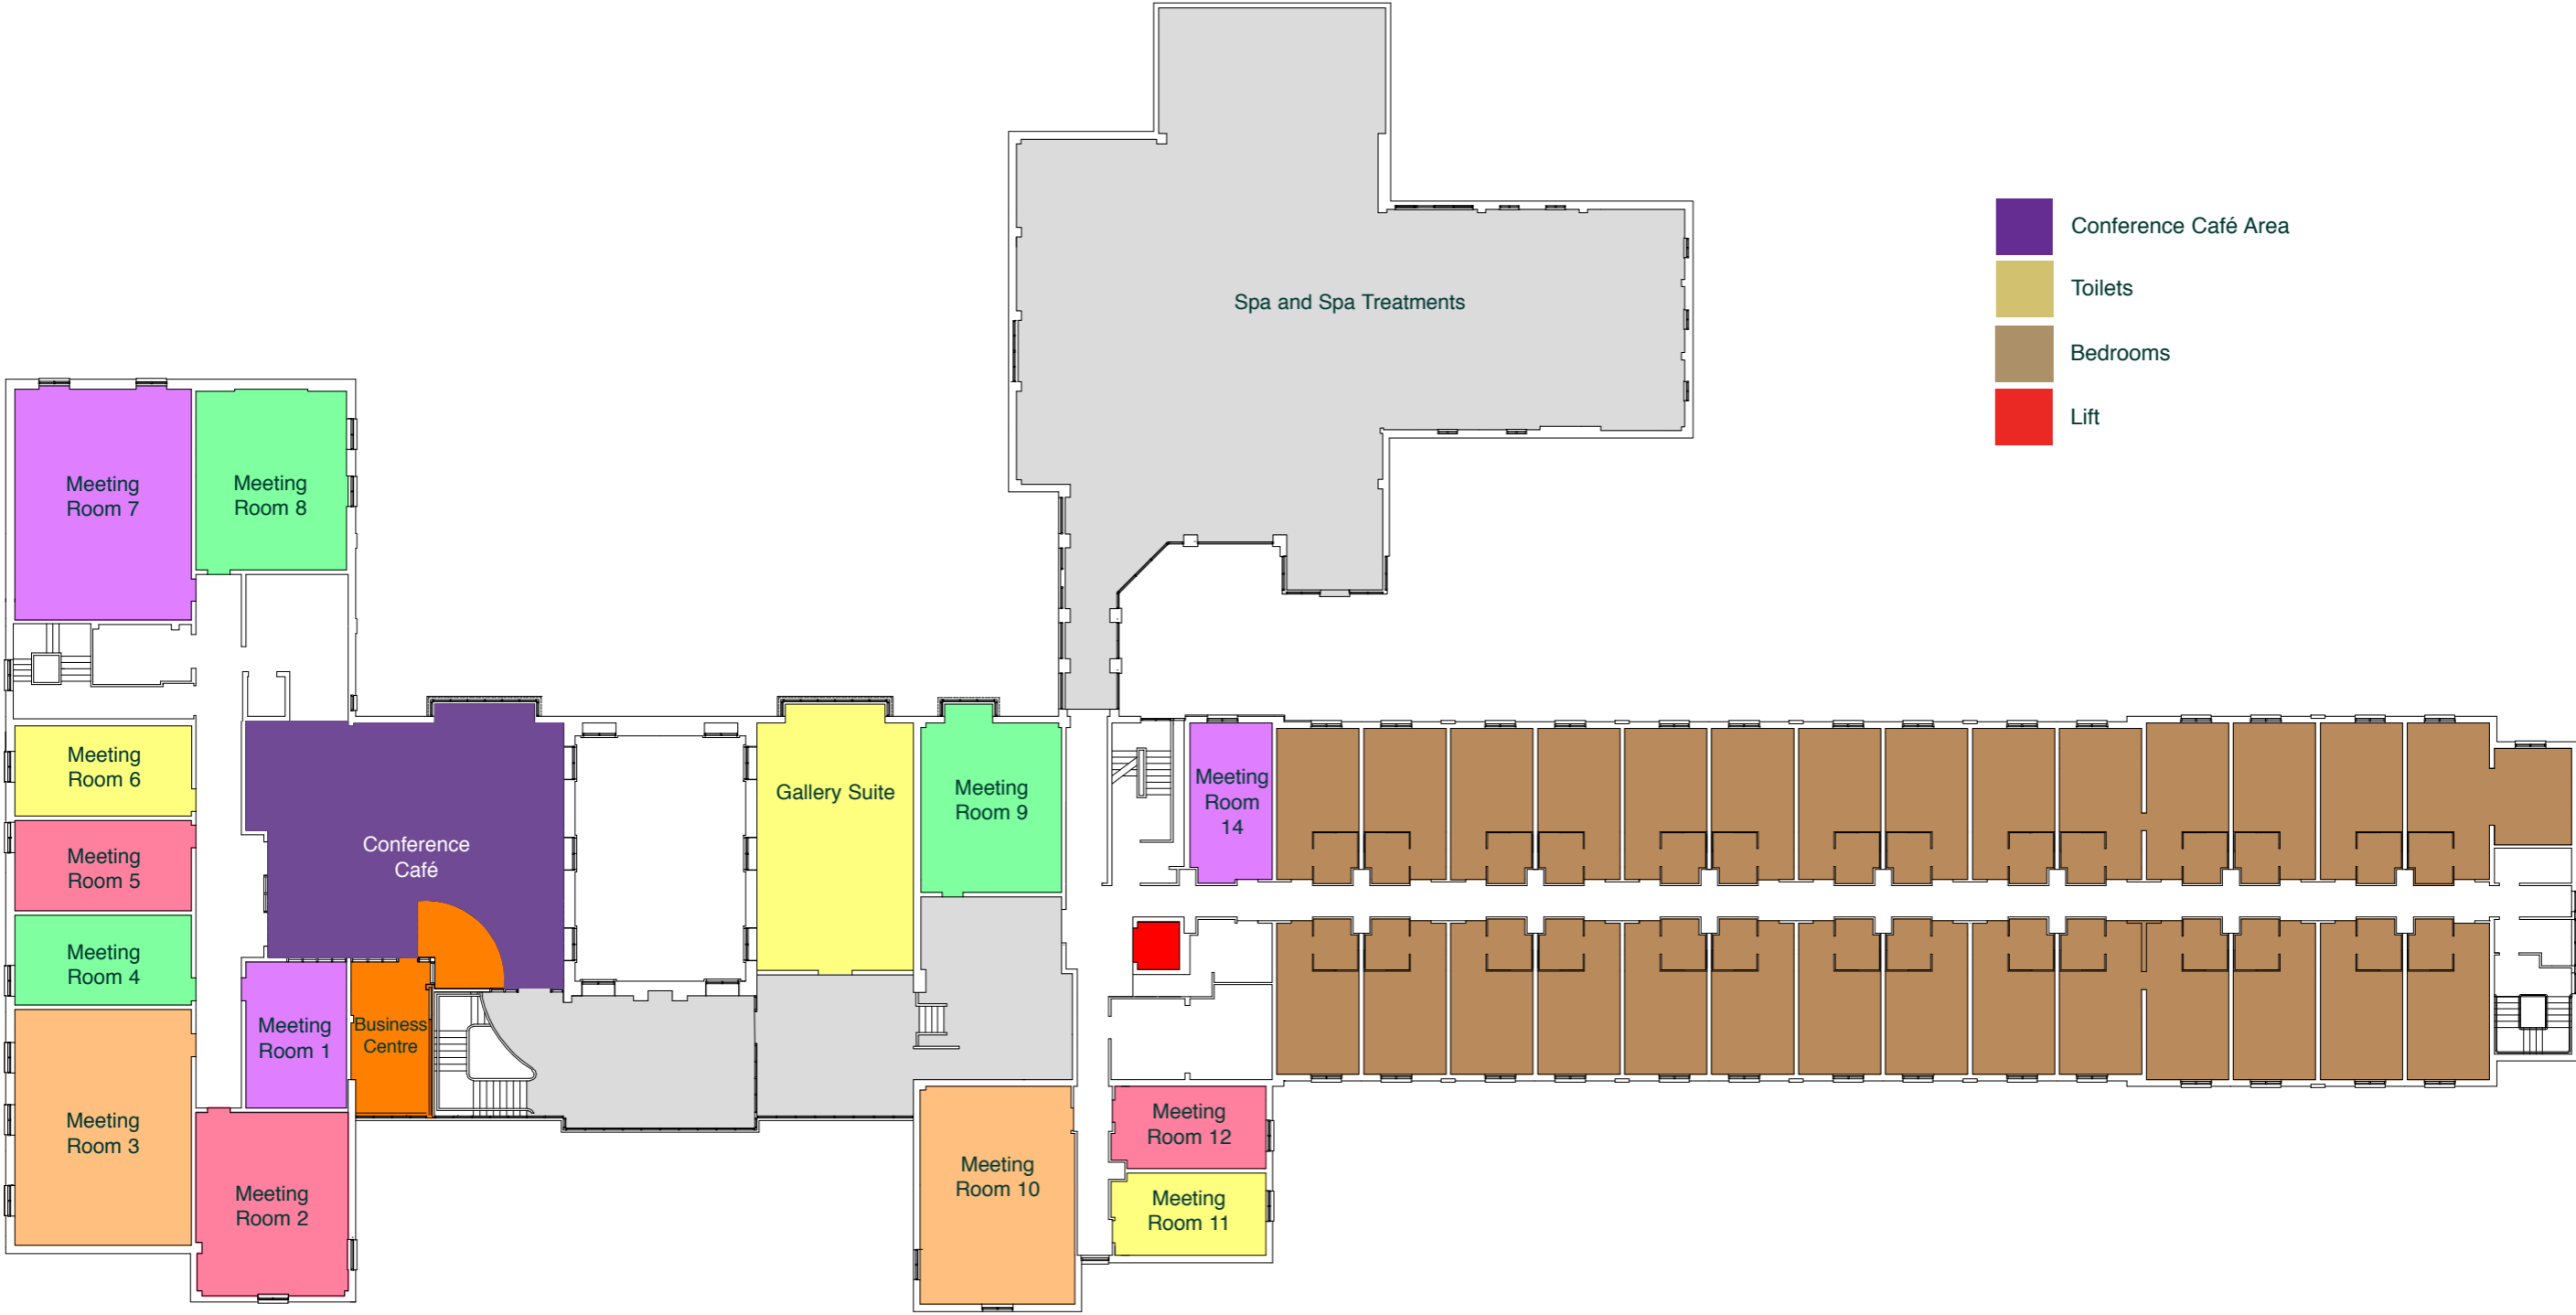 Conference Café Area
Toilets
Bedrooms
Lift
Spa and Spa Treatments
Meeting
Room 7
Meeting
Room 8
Meeting
Room 6
Meeting
Room 5
Meeting
Room 4
Meeting
Room 3
Meeting
Room 2
Meeting
Room 1
Business
Centre
Conference
Café
Gallery Suite
Meeting
Room 9
Meeting
Room 10
Meeting
Room
14
Meeting
Room 12
Meeting
Room 11